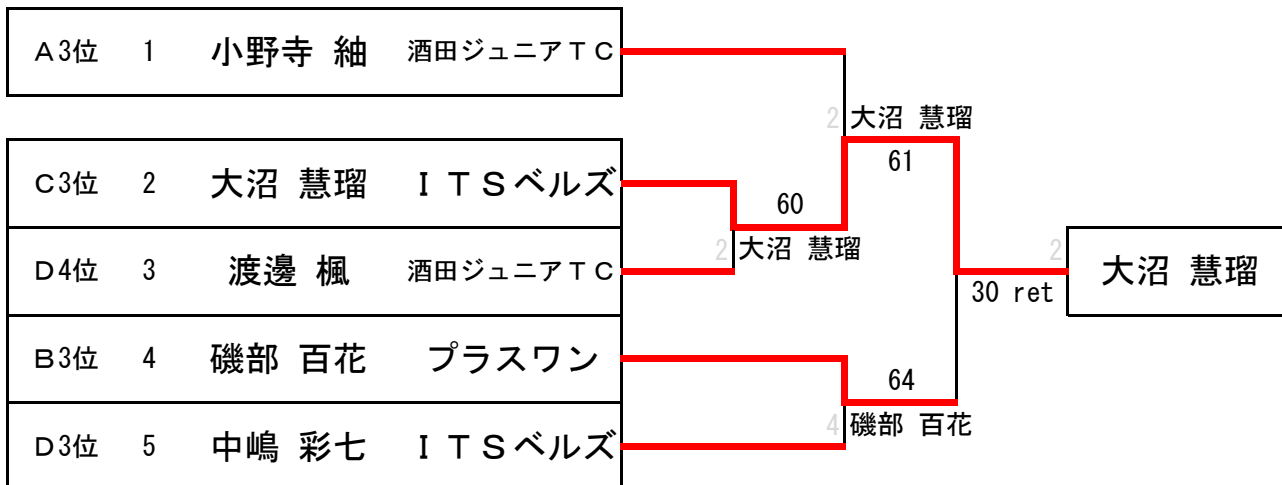 A3位 1 小野寺 紬 酒田ジュニアＴＣ
2 大沼 慧瑠
61
C3位 2 大沼 慧瑠 ＩＴＳベルズ
60
2 大沼 慧瑠
D4位 3 渡邊 楓 酒田ジュニアＴＣ
2
大沼 慧瑠
30 ret
B3位 4 磯部 百花 プラスワン
64
4 磯部 百花
D3位 5 中嶋 彩七 ＩＴＳベルズ